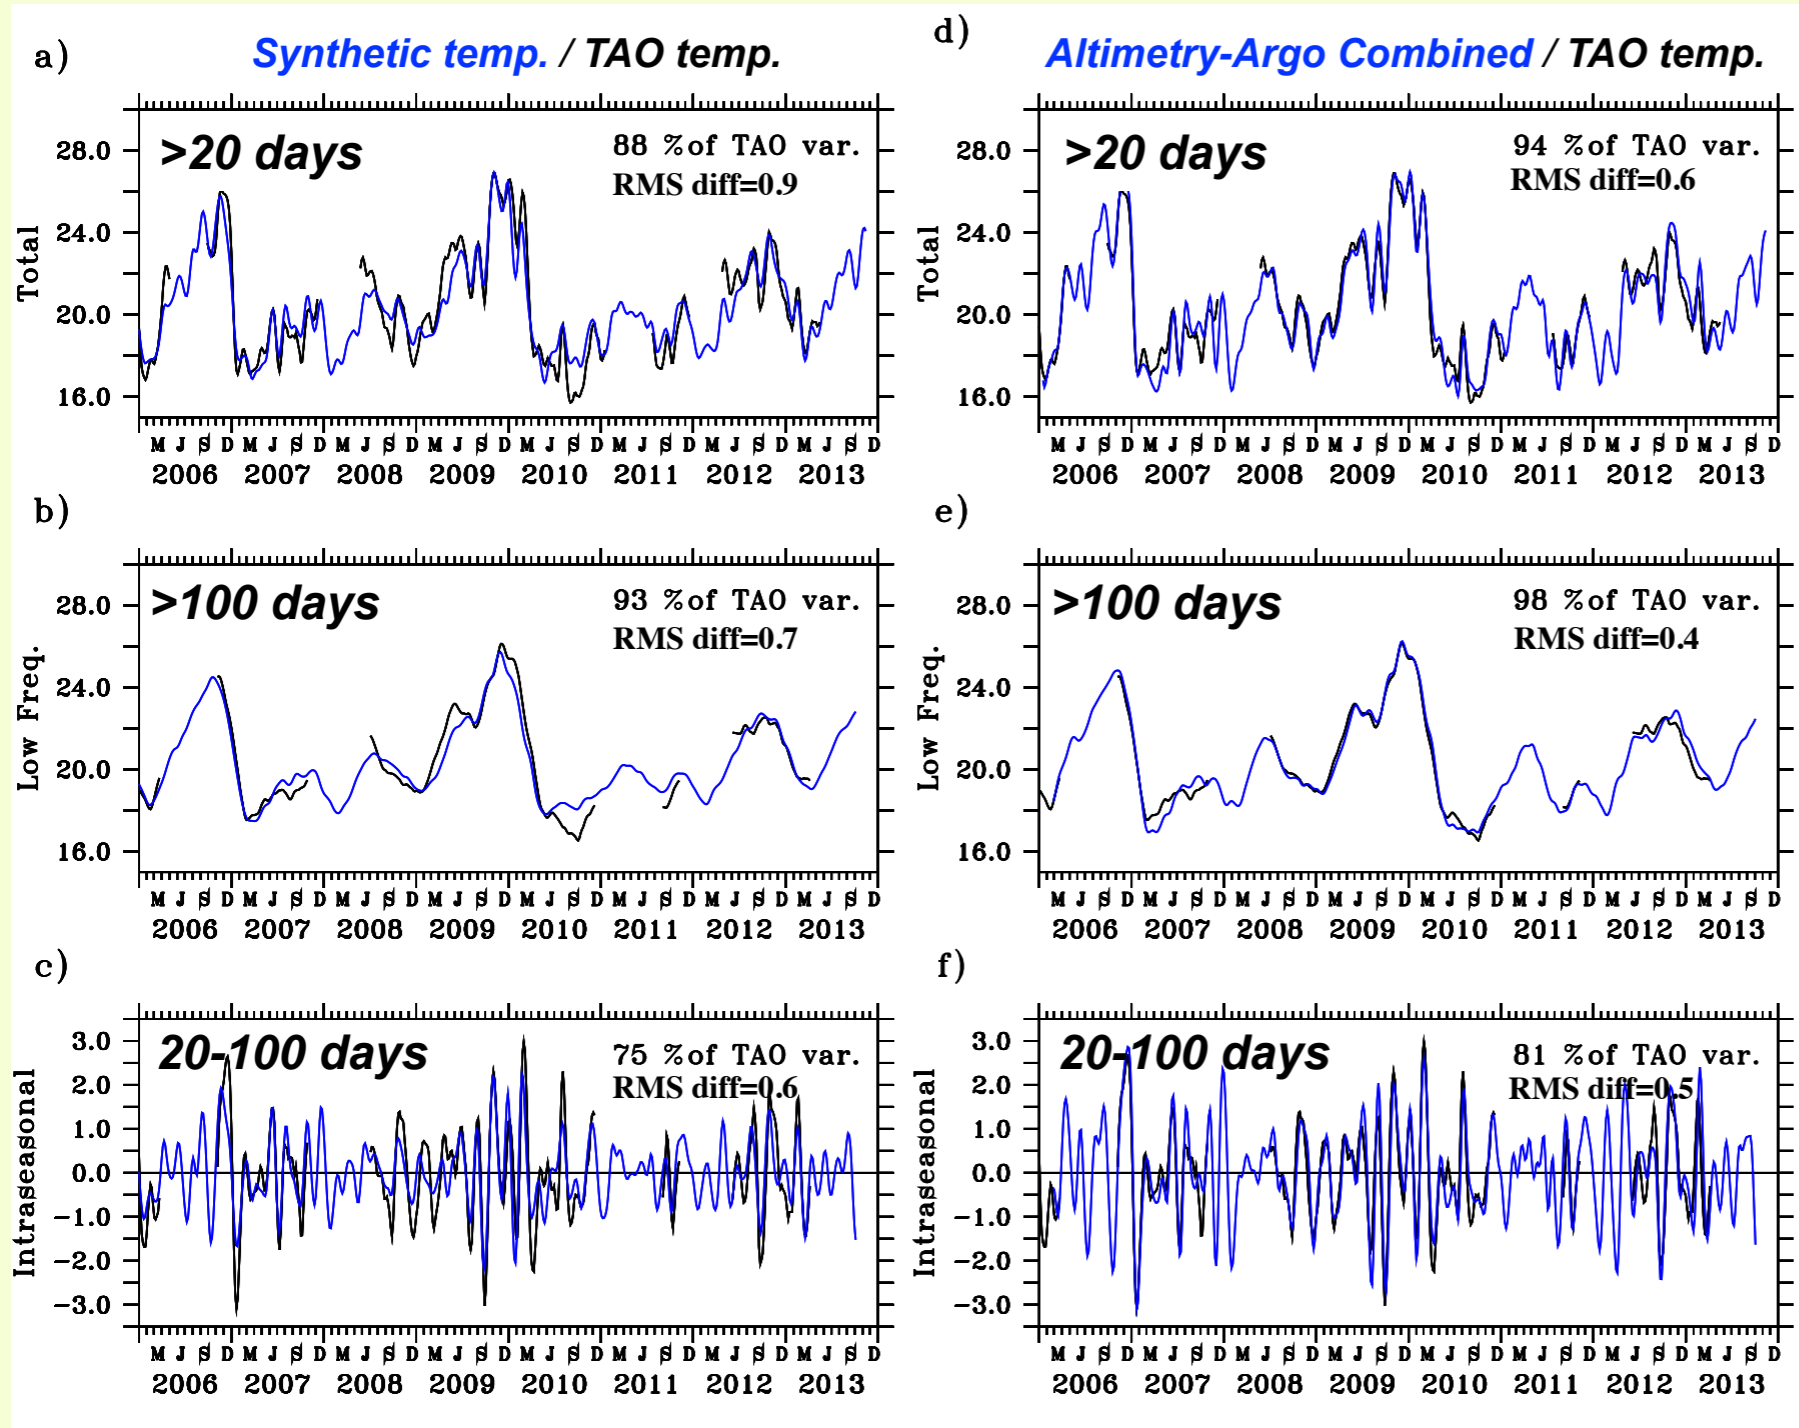 a)
Synthetic temp. / TAO temp.
>20 days
88 %of TAO var.
RMS diff=0.9
Total
28.0
24.0
20.0
16.0
M J S D M J S D M J S D M J S D M J S D M J S D M J S D M J S D
2006 2007 2008 2009 2010 2011 2012 2013
b)
>100 days
93 %of TAO var.
RMS diff=0.7
Low Freq.
28.0
24.0
20.0
16.0
M J S D M J S D M J S D M J S D M J S D M J S D M J S D M J S D
2006 2007 2008 2009 2010 2011 2012 2013
c)
20-100 days
75 %of TAO var.
RMS diff=0.6
Intraseasonal
3.0
2.0
1.0
0.0
−1.0
−2.0
−3.0
M J S D M J S D M J S D M J S D M J S D M J S D M J S D M J S D
2006 2007 2008 2009 2010 2011 2012 2013
d)
Altimetry-Argo Combined / TAO temp.
>20 days
94 %of TAO var.
RMS diff=0.6
Total
28.0
24.0
20.0
16.0
M J S D M J S D M J S D M J S D M J S D M J S D M J S D M J S D
2006 2007 2008 2009 2010 2011 2012 2013
e)
>100 days
98 %of TAO var.
RMS diff=0.4
Low Freq.
28.0
24.0
20.0
16.0
M J S D M J S D M J S D M J S D M J S D M J S D M J S D M J S D
2006 2007 2008 2009 2010 2011 2012 2013
f)
20-100 days
81 %of TAO var.
RMS diff=0.5
Intraseasonal
3.0
2.0
1.0
0.0
−1.0
−2.0
−3.0
M J S D M J S D M J S D M J S D M J S D M J S D M J S D M J S D
2006 2007 2008 2009 2010 2011 2012 2013